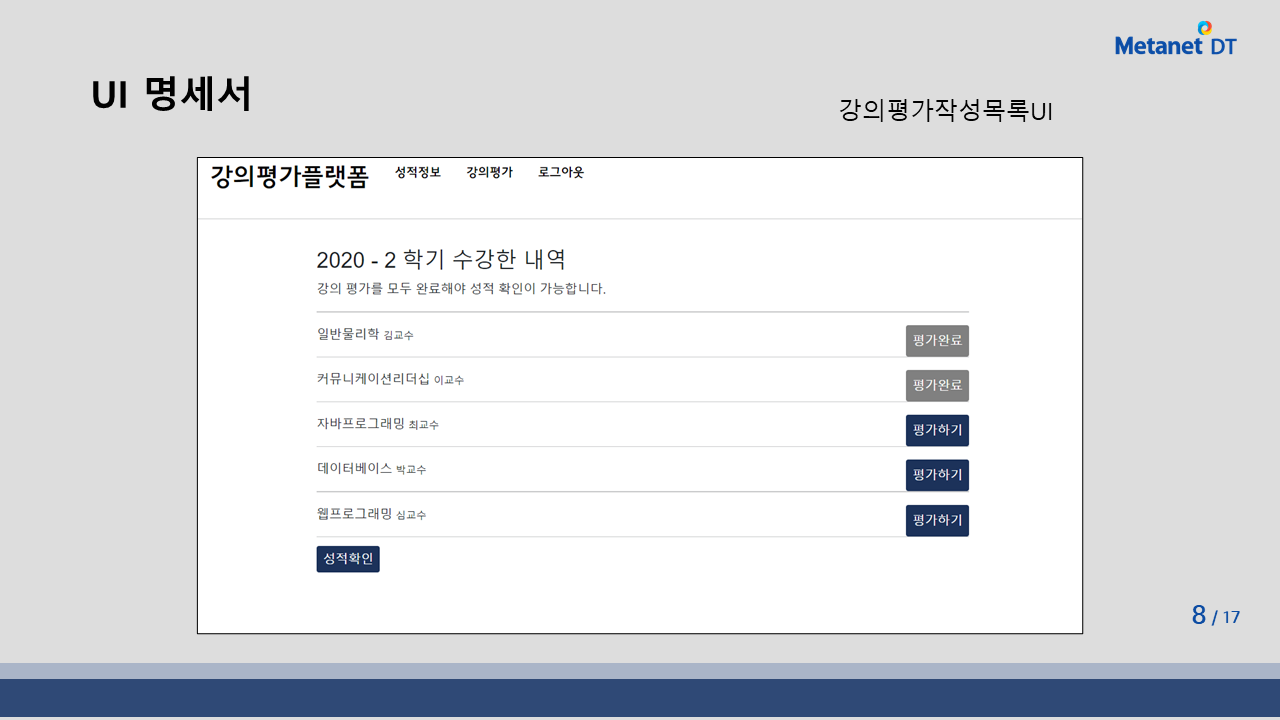 Metanet DT
UI 명세서
강의평가작성목록UI
강의평가플랫폼 성적정보 강의평가 로그아웃
2020 - 2 학기 수강한 내역
강의 평가를 모두 완료해야 성적 확인이 가능합니다.
일반물리학 김교수 평가완료
커뮤니케이션리더십 이교수 평가완료
자바프로그래밍 최교수 평가하기
데이터베이스 박교수 평가하기
웹프로그래밍 심교수 평가하기
성적확인
8 / 17